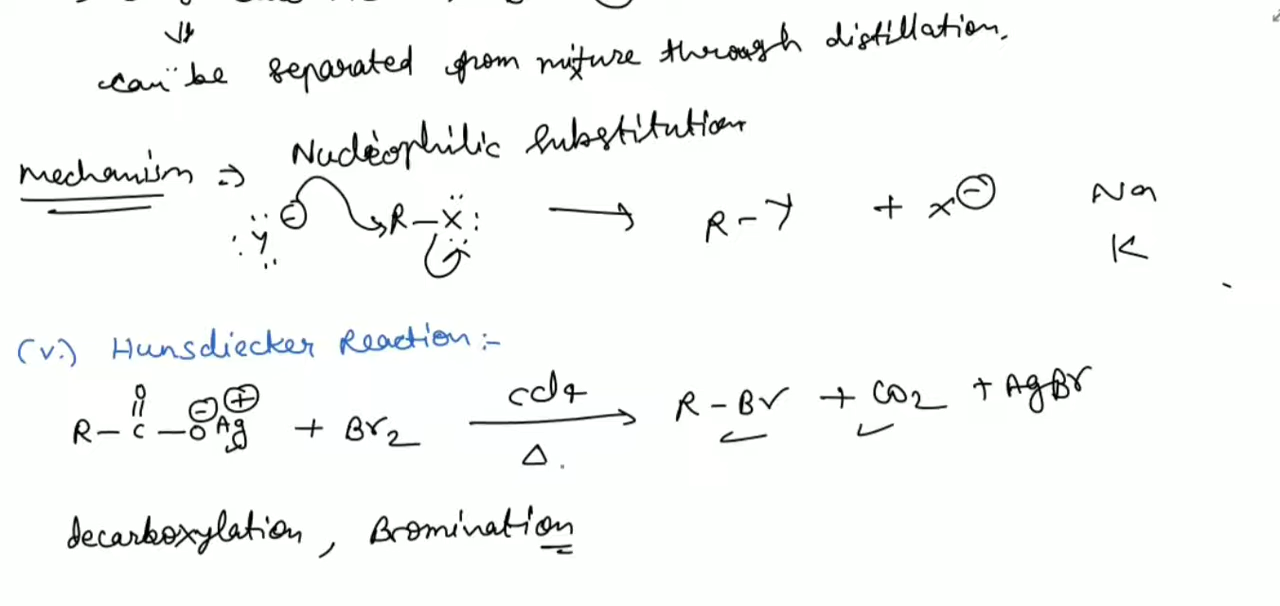 can be separated from mixture through distillation.
Mechanism ⇒ Nucleophilic Substitution
:Ÿ: ⊖ R–X: → R–Y + X⊖ Na
K
(v.) Hunsdiecker Reaction :-
O
||
R–C–O⊖ Ag⊕ + Br2 CCl4 → Δ. R–Br + CO2 + AgBr
decarboxylation, Bromination